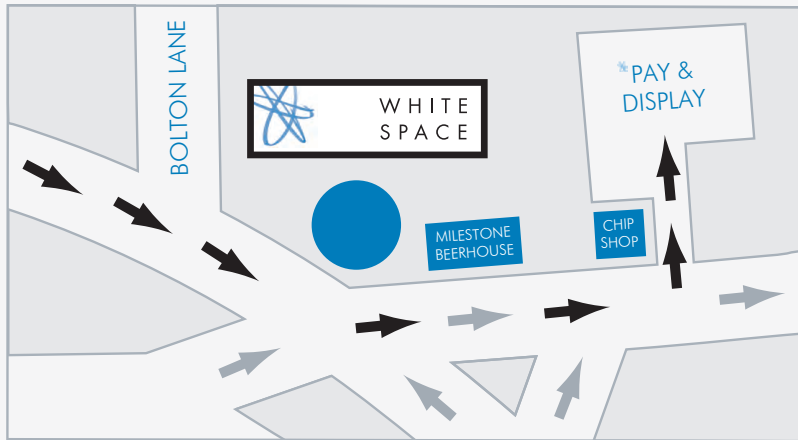 BOLTON LANE
WHITE
SPACE
PAY &
DISPLAY
MILESTONE
BEERHOUSE
CHIP
SHOP